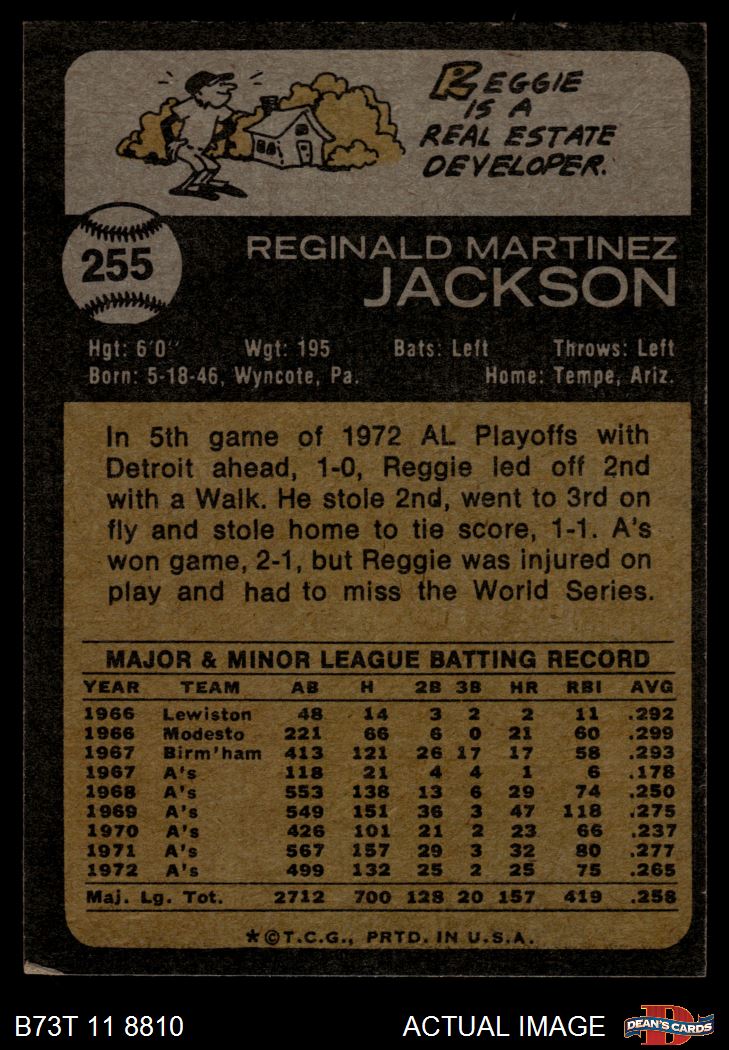 REGGIE
IS A
REAL ESTATE
DEVELOPER.
255
REGINALD MARTINEZ
JACKSON
Hgt: 6'0" Wgt: 195 Bats: Left Throws: Left
Born: 5-18-46, Wyncote, Pa. Home: Tempe, Ariz.
In 5th game of 1972 AL Playoffs with
Detroit ahead, 1-0, Reggie led off 2nd
with a Walk. He stole 2nd, went to 3rd on
fly and stole home to tie score, 1-1. A's
won game, 2-1, but Reggie was injured on
play and had to miss the World Series.
MAJOR & MINOR LEAGUE BATTING RECORD
YEAR TEAM AB H 2B 3B HR RBI AVG
1966 Lewiston 48 14 3 2 2 11 .292
1966 Modesto 221 66 6 0 21 60 .299
1967 Birm'ham 413 121 26 17 17 58 .293
1967 A's 118 21 4 4 1 6 .178
1968 A's 553 138 13 6 29 74 .250
1969 A's 549 151 36 3 47 118 .275
1970 A's 426 101 21 2 23 66 .237
1971 A's 567 157 29 3 32 80 .277
1972 A's 499 132 25 2 25 75 .265
Maj. Lg. Tot. 2712 700 128 20 157 419 .258
*©T.C.G., PRTD. IN U.S.A.
B73T 11 8810 ACTUAL IMAGE D DEAN'S CARDS